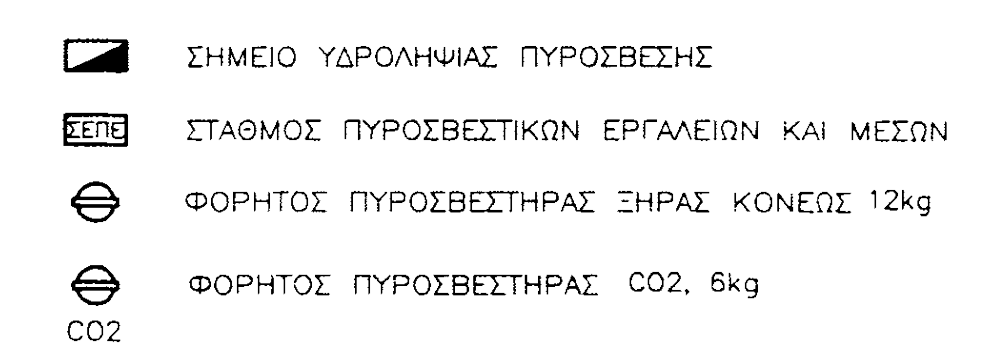 ΣΗΜΕΙΟ ΥΔΡΟΛΗΨΙΑΣ ΠΥΡΟΣΒΕΣΗΣ
ΣΕΠΕ ΣΤΑΘΜΟΣ ΠΥΡΟΣΒΕΣΤΙΚΩΝ ΕΡΓΑΛΕΙΩΝ ΚΑΙ ΜΕΣΩΝ
ΦΟΡΗΤΟΣ ΠΥΡΟΣΒΕΣΤΗΡΑΣ ΞΗΡΑΣ ΚΟΝΕΩΣ 12kg
ΦΟΡΗΤΟΣ ΠΥΡΟΣΒΕΣΤΗΡΑΣ CO2, 6kg
CO2